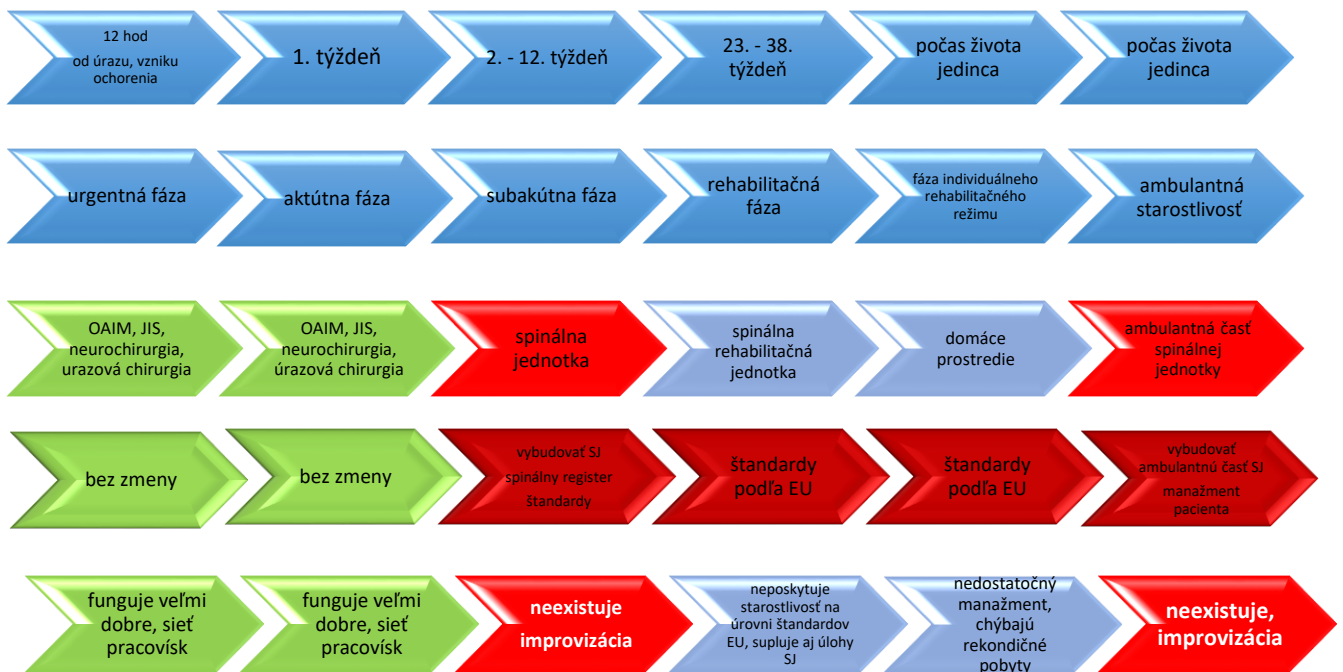 12 hod
od úrazu, vzniku
ochorenia
1. týždeň
2. - 12. týždeň
23. - 38.
týždeň
počas života
jedinca
počas života
jedinca
urgentná fáza
aktútna fáza
subakútna fáza
rehabilitačná
fáza
fáza individuálneho
rehabilitačného
režimu
ambulantná
starostlivosť
OAIM, JIS,
neurochirurgia,
urazová chirurgia
OAIM, JIS,
neurochirurgia,
úrazová chirurgia
spinálna
jednotka
spinálna
rehabilitačná
jednotka
domáce
prostredie
ambulantná časť
spinálnej
jednotky
bez zmeny
bez zmeny
vybudovať SJ
spinálny register
štandardy
štandardy
podľa EU
štandardy
podľa EU
vybudovať
ambulantnú časť SJ
manažment
pacienta
funguje veľmi
dobre, sieť
pracovísk
funguje veľmi
dobre, sieť
pracovísk
neexistuje
improvizácia
neposkytuje
starostlivosť na
úrovni štandardov
EU, supluje aj úlohy
SJ
nedostatočný
manažment,
chýbajú
rekondičné
pobyty
neexistuje,
improvizácia